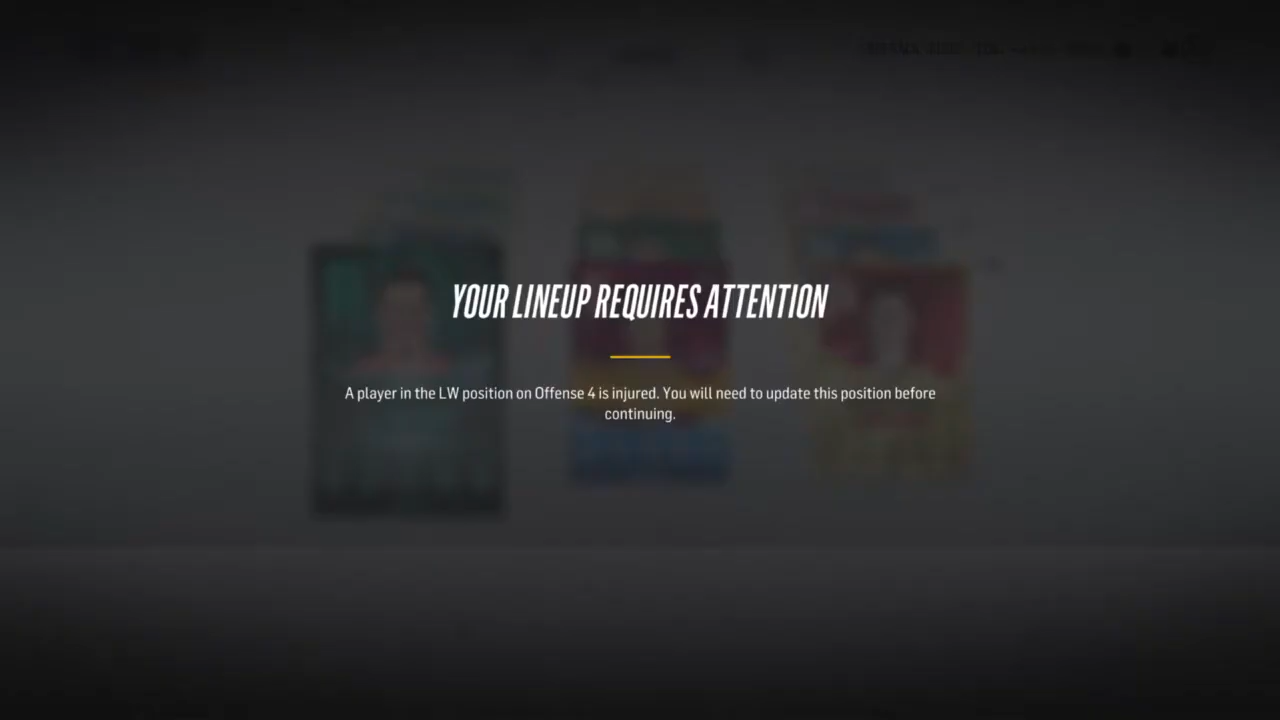 YOUR LINEUP REQUIRES ATTENTION
A player in the LW position on Offense 4 is injured. You will need to update this position before
continuing.